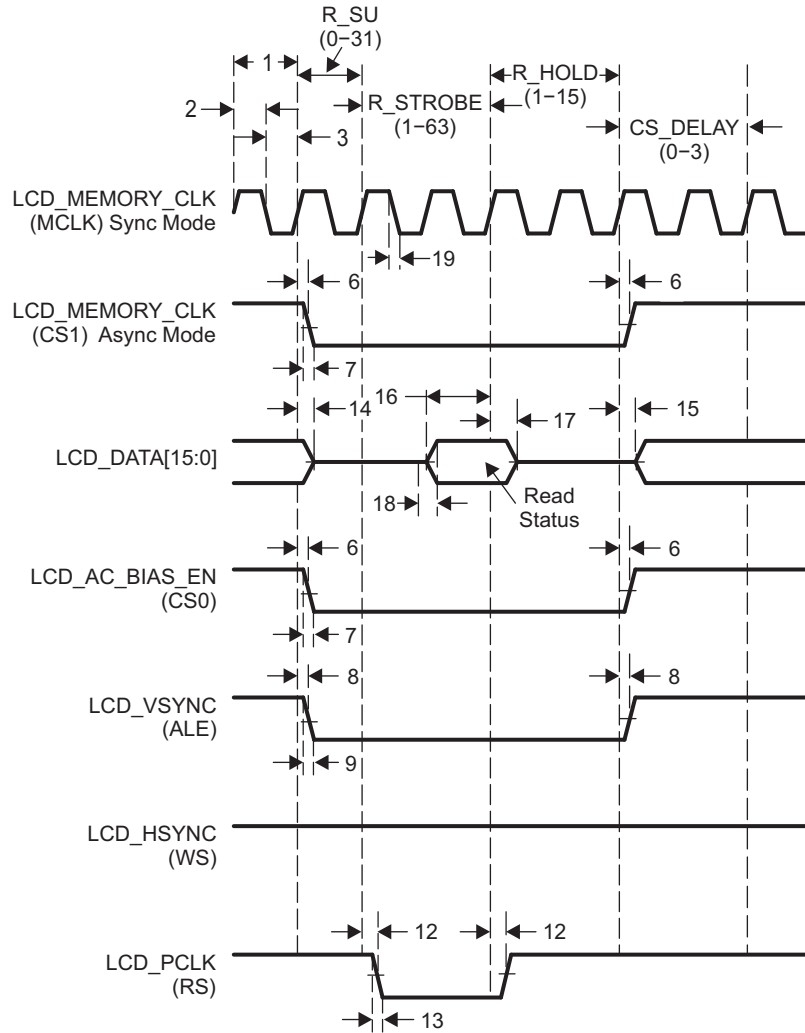 R_SU
(0−31)
1
R_HOLD
(1−15)
2
R_STROBE
(1−63)
CS_DELAY
(0−3)
3
LCD_MEMORY_CLK
(MCLK) Sync Mode
19
6
6
LCD_MEMORY_CLK
(CS1) Async Mode
7
16
14
17
15
LCD_DATA[15:0]
18
Read
Status
6
6
LCD_AC_BIAS_EN
(CS0)
7
8
8
LCD_VSYNC
(ALE)
9
LCD_HSYNC
(WS)
12
12
LCD_PCLK
(RS)
13